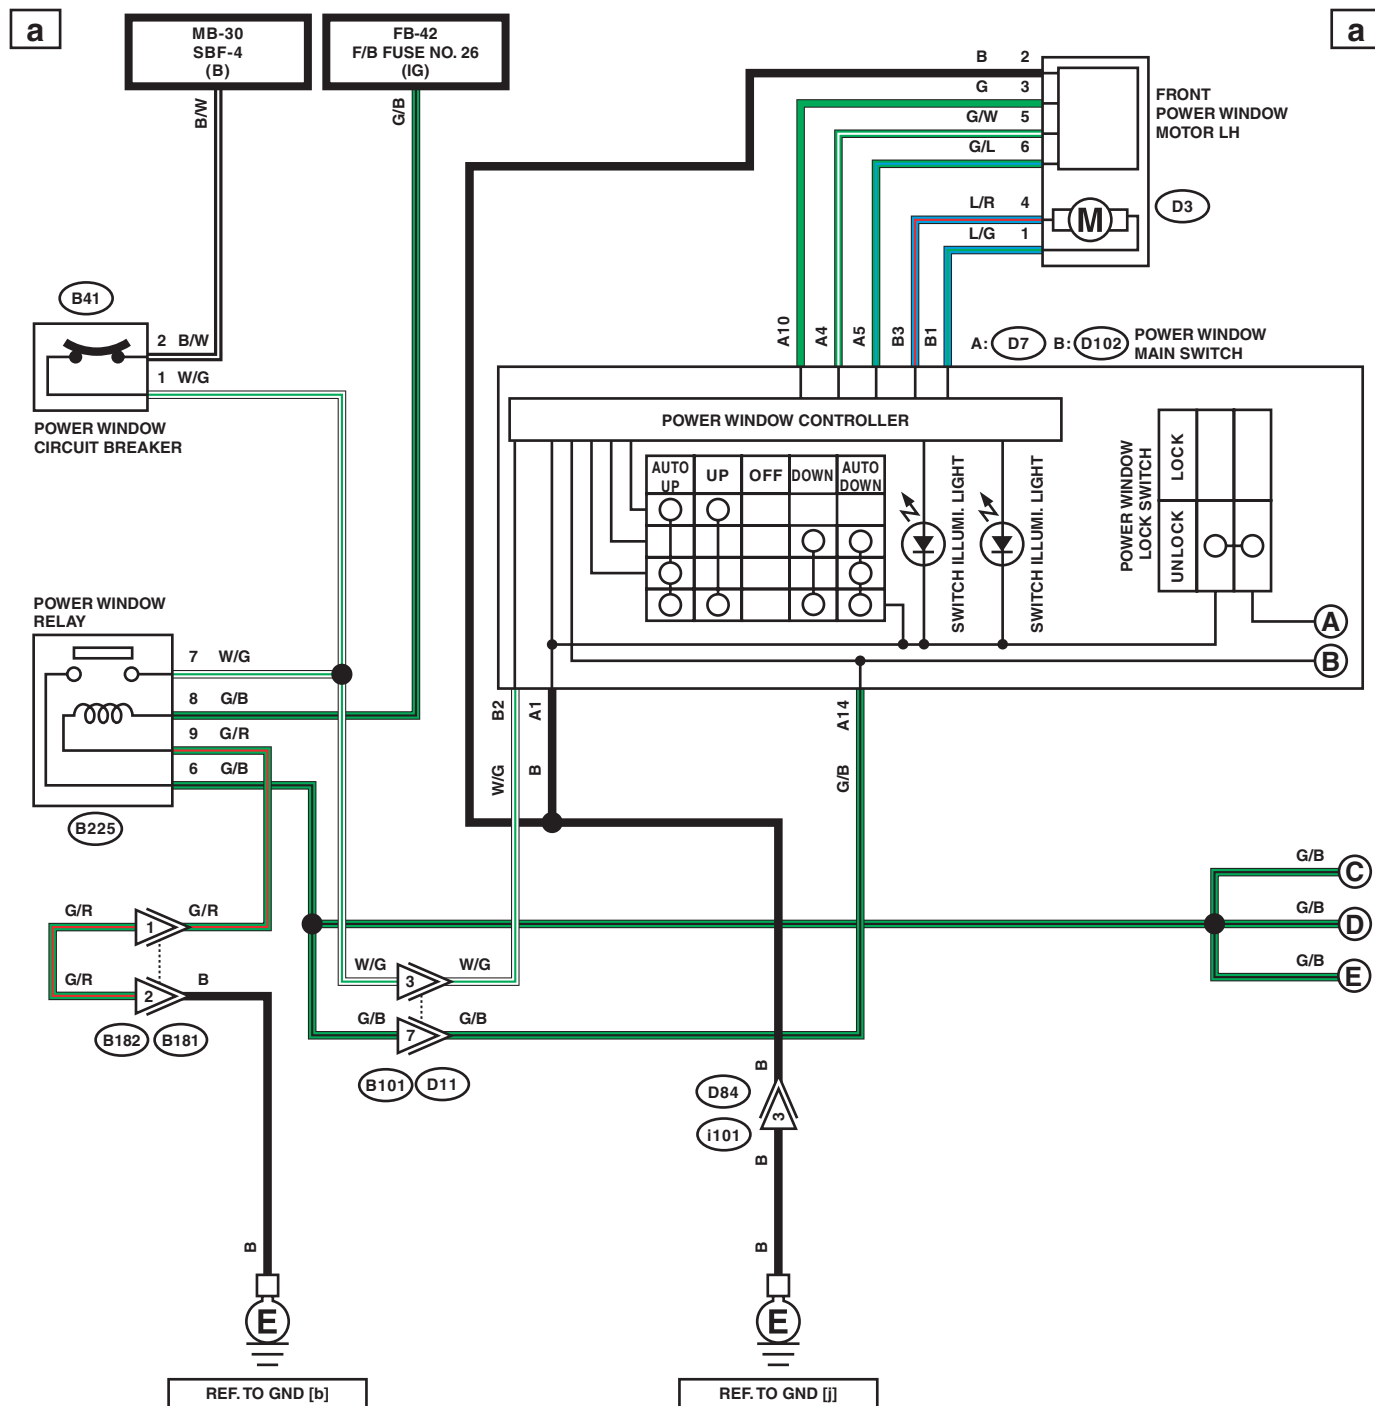 a
MB-30
SBF-4
(B)
FB-42
F/B FUSE NO. 26
(IG)
a
B/W
G/B
B 2
G 3
G/W 5
G/L 6
L/R 4
L/G 1
M
FRONT
POWER WINDOW
MOTOR LH
D3
B41
2 B/W
1 W/G
POWER WINDOW
CIRCUIT BREAKER
A10
A4
A5
B3
B1
A: D7 B: D102
POWER WINDOW
MAIN SWITCH
POWER WINDOW CONTROLLER
AUTO
UP
UP
OFF
DOWN
AUTO
DOWN
SWITCH ILLUMI. LIGHT
SWITCH ILLUMI. LIGHT
POWER WINDOW
LOCK SWITCH
LOCK
UNLOCK
A
B
POWER WINDOW
RELAY
7 W/G
8 G/B
9 G/R
6 G/B
B225
B2
A1
A14
W/G
B
G/B
G/B
C
G/B
D
G/B
E
G/R
1
G/R
G/R
2
B
B182
B181
W/G
3
W/G
G/B
7
G/B
B101
D11
B
D84
3
i101
B
B
B
E
E
REF. TO GND [b]
REF. TO GND [j]